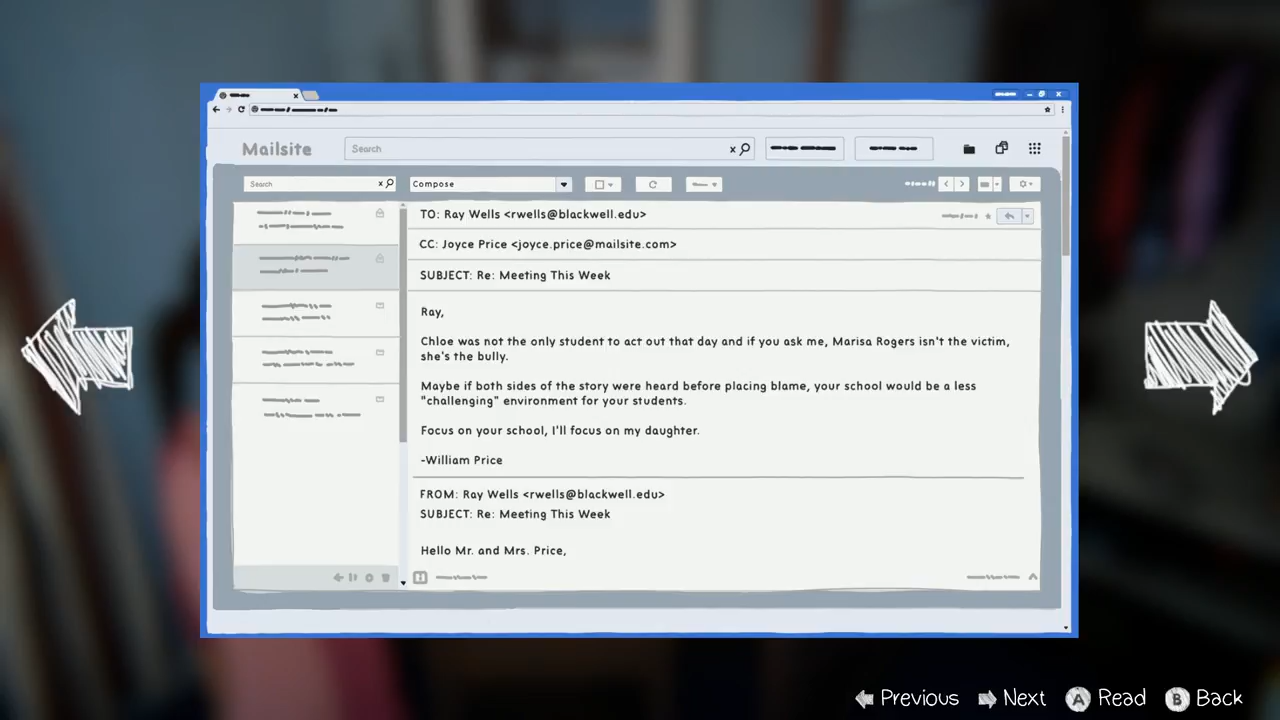 Mailsite
Search
x
Search
x
Compose
TO: Ray Wells <rwells@blackwell.edu>
CC: Joyce Price <joyce.price@mailsite.com>
SUBJECT: Re: Meeting This Week
Ray,
Chloe was not the only student to act out that day and if you ask me, Marisa Rogers isn't the victim,
she's the bully.
Maybe if both sides of the story were heard before placing blame, your school would be a less
"challenging" environment for your students.
Focus on your school, I'll focus on my daughter.
-William Price
FROM: Ray Wells <rwells@blackwell.edu>
SUBJECT: Re: Meeting This Week
Hello Mr. and Mrs. Price,
Previous Next A Read B Back